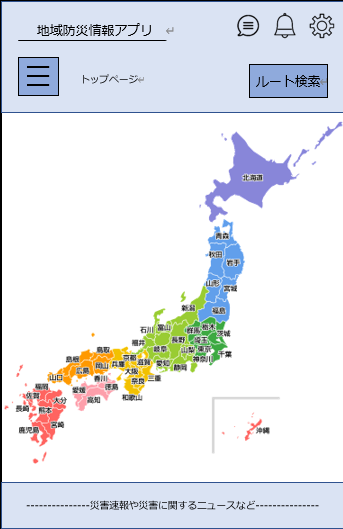 地域防災情報アプリ
トップページ
ルート検索
北海道
青森
秋田 岩手
山形 宮城
福島
新潟
石川 富山 群馬 栃木 茨城
福井 岐阜 長野 埼玉
山梨 東京 千葉
愛知 静岡 神奈川
島根 鳥取 京都 滋賀
山口 広島 岡山 兵庫 大阪 三重
奈良
和歌山
愛媛 香川 徳島
高知
福岡
佐賀 大分
長崎 熊本
宮崎
鹿児島
沖縄
---------------災害速報や災害に関するニュースなど---------------